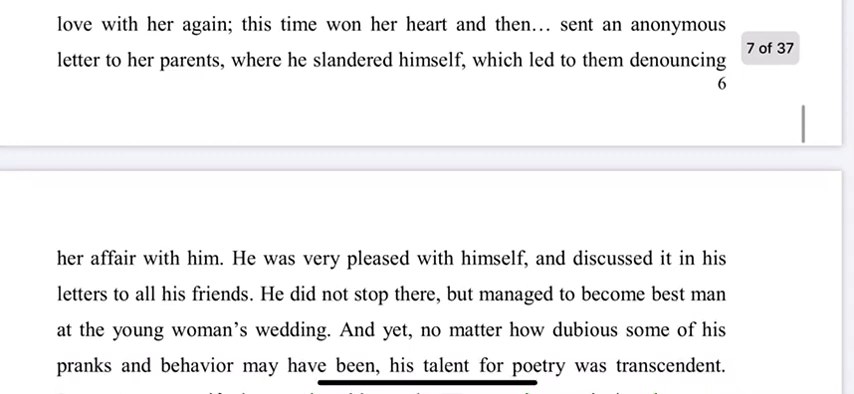 love with her again; this time won her heart and then… sent an anonymous
letter to her parents, where he slandered himself, which led to them denouncing
7 of 37
6
her affair with him. He was very pleased with himself, and discussed it in his
letters to all his friends. He did not stop there, but managed to become best man
at the young woman’s wedding. And yet, no matter how dubious some of his
pranks and behavior may have been, his talent for poetry was transcendent.